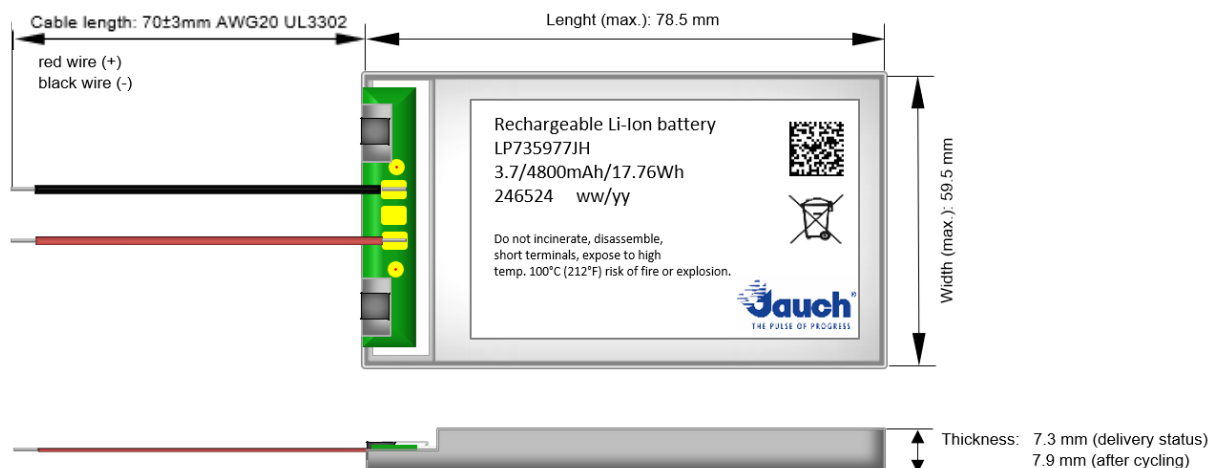 Cable length: 70±3mm AWG20 UL3302
Lenght (max.): 78.5 mm
red wire (+)
black wire (-)
Rechargeable Li-Ion battery
LP735977JH
3.7/4800mAh/17.76Wh
246524 ww/yy
Do not incinerate, disassemble,
short terminals, expose to high
temp. 100°C (212°F) risk of fire or explosion.
Jauch®
THE PULSE OF PROGRESS
Width (max.): 59.5 mm
Thickness: 7.3 mm (delivery status)
7.9 mm (after cycling)